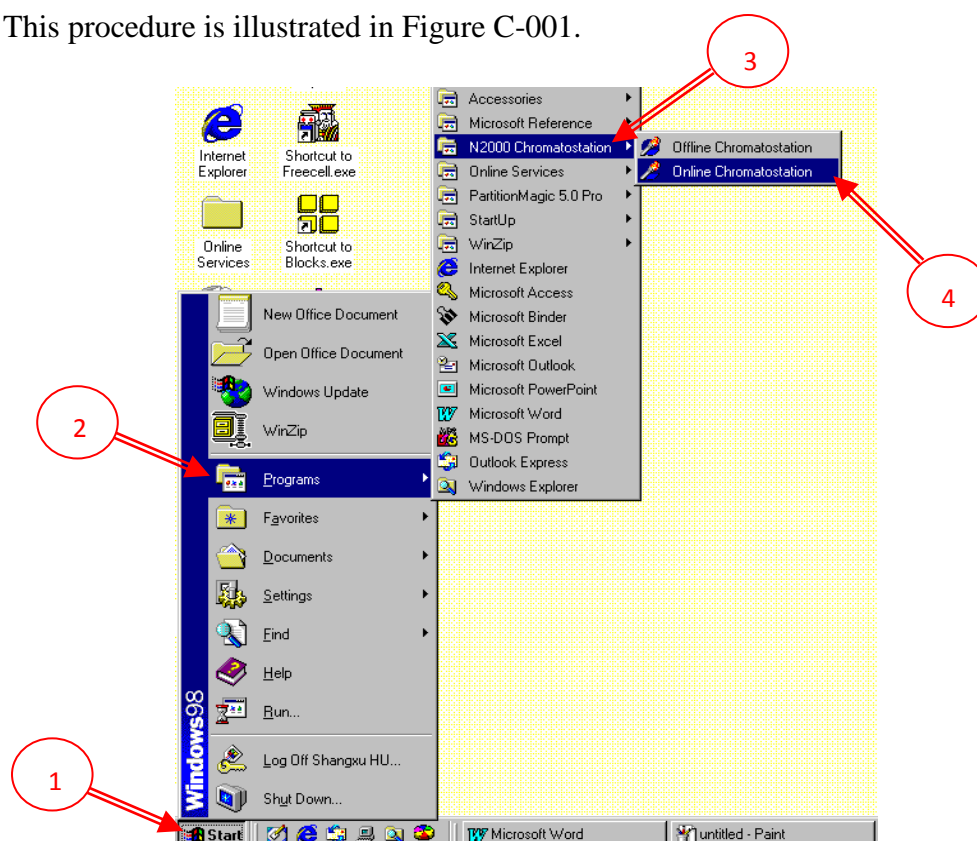 This procedure is illustrated in Figure C-001.
3
Accessories
Microsoft Reference
N2000 Chromatostation
Offline Chromatostation
Online Services
Online Chromatostation
PartitionMagic 5.0 Pro
StartUp
WinZip
Internet Explorer
Microsoft Access
Microsoft Binder
Microsoft Excel
Microsoft Outlook
Microsoft PowerPoint
Microsoft Word
MS-DOS Prompt
Outlook Express
Windows Explorer
4
Internet
Explorer
Shortcut to
Freecell.exe
Online
Services
Shortcut to
Blocks.exe
New Office Document
Open Office Document
Windows Update
WinZip
2
Programs
Favorites
Documents
Settings
Find
Help
Run...
Log Off Shangxu HU...
Shut Down...
Windows98
1
Start
Microsoft Word
untitled - Paint